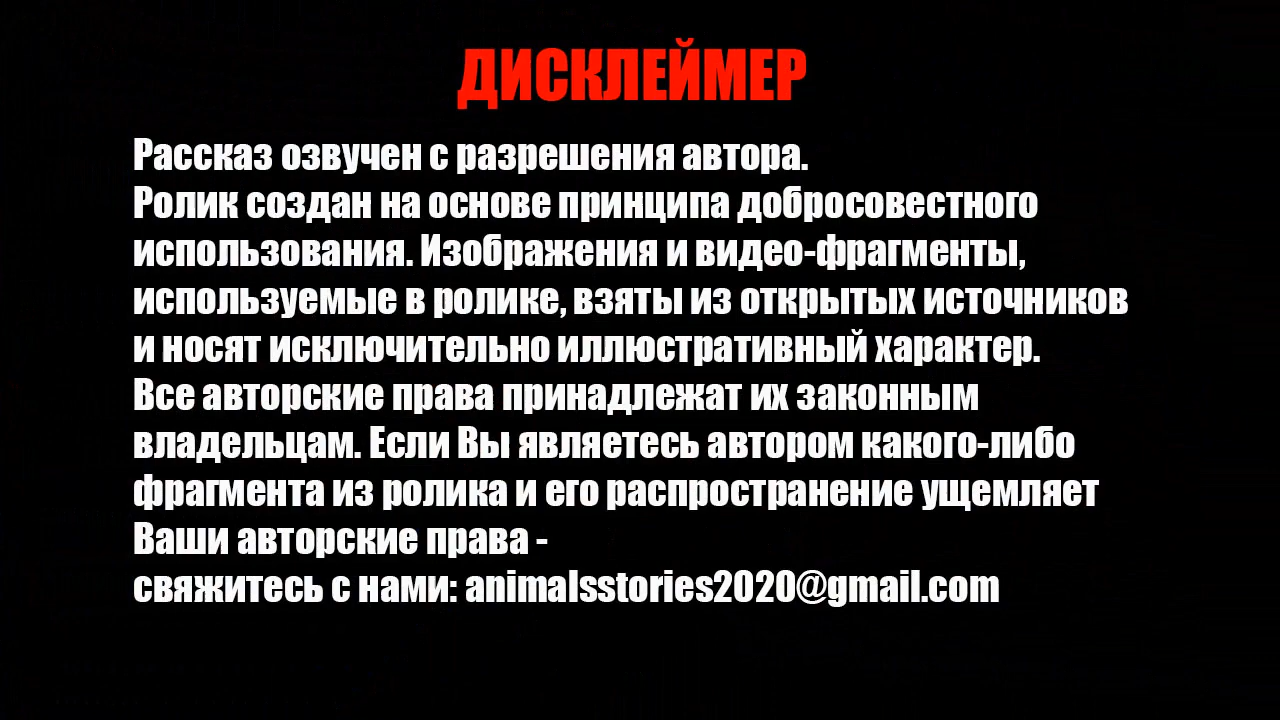 ДИСКЛЕЙМЕР
Рассказ озвучен с разрешения автора.
Ролик создан на основе принципа добросовестного
использования. Изображения и видео-фрагменты,
используемые в ролике, взяты из открытых источников
и носят исключительно иллюстративный характер.
Все авторские права принадлежат их законным
владельцам. Если Вы являетесь автором какого-либо
фрагмента из ролика и его распространение ущемляет
Ваши авторские права -
свяжитесь с нами: animalsstories2020@gmail.com